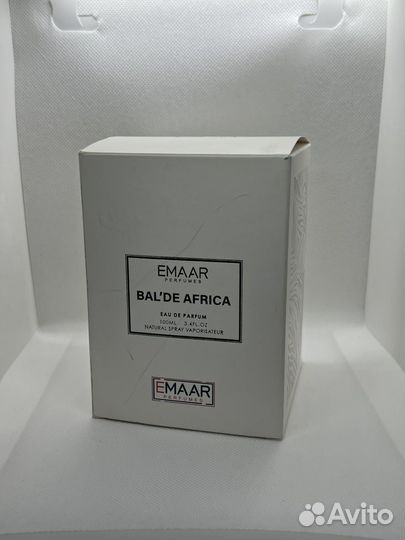 EMAAR
PERFUMES
BAL'DE AFRICA
EAU DE PARFUM
100ML 3.4FL.OZ
NATURAL SPRAY VAPORISATEUR
EMAAR
PERFUMES
Avito